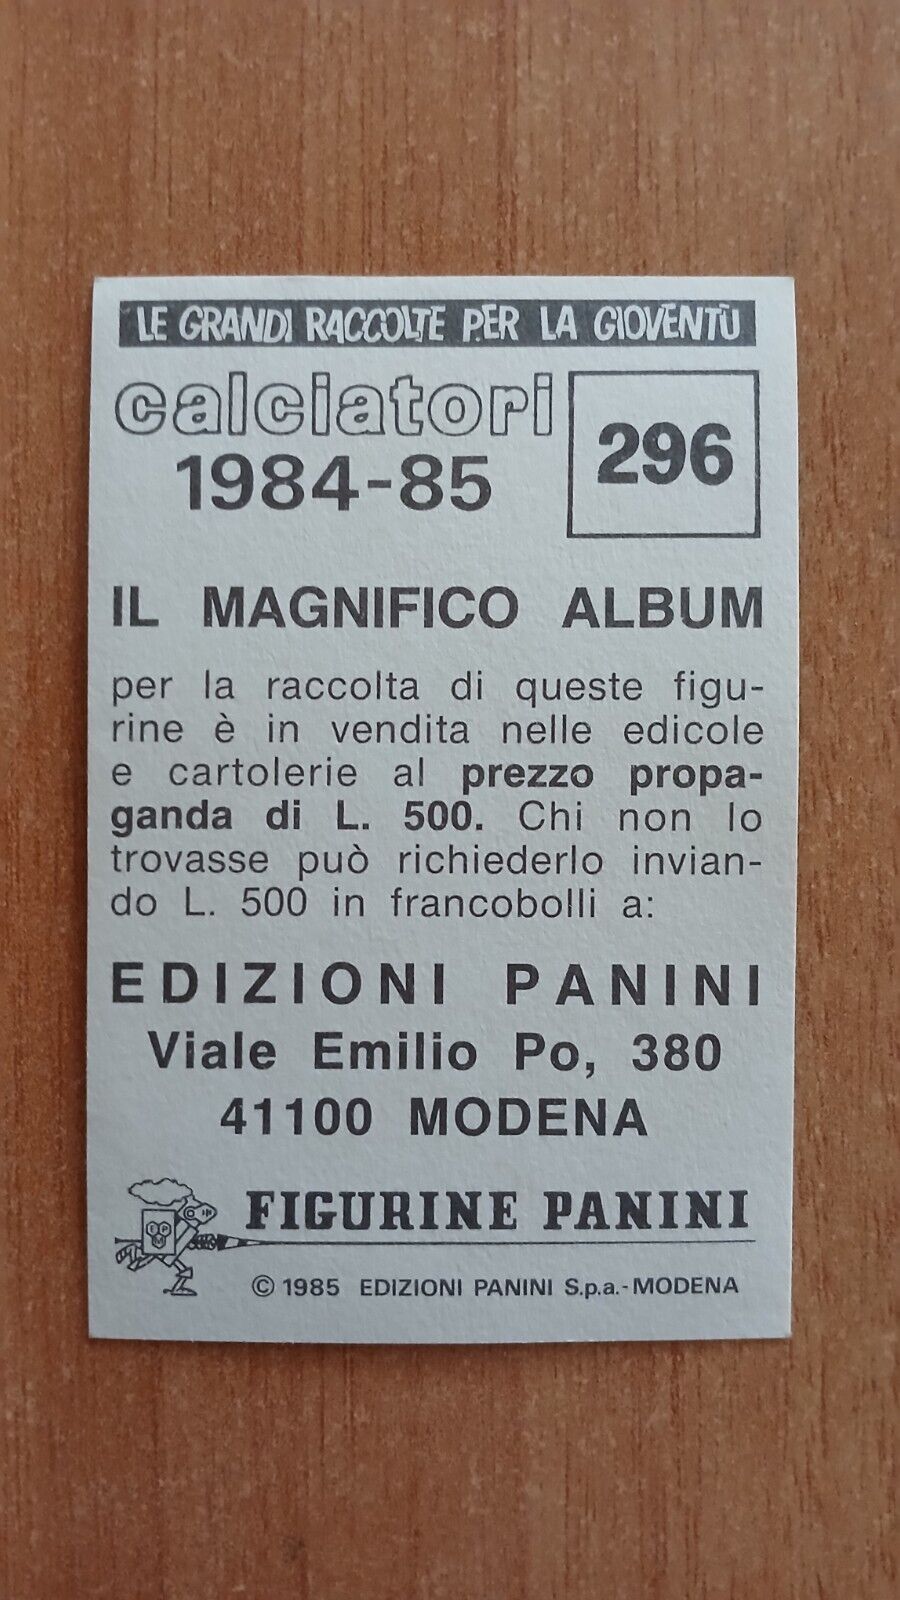 LE GRANDI RACCOLTE PER LA GIOVENTÙ
calciatori
1984-85
296
IL MAGNIFICO ALBUM
per la raccolta di queste figu-
rine è in vendita nelle edicole
e cartolerie al prezzo propa-
ganda di L. 500. Chi non lo
trovasse può richiederlo invian-
do L. 500 in francobolli a:
EDIZIONI PANINI
Viale Emilio Po, 380
41100 MODENA
FIGURINE PANINI
© 1985 EDIZIONI PANINI S.p.a.-MODENA